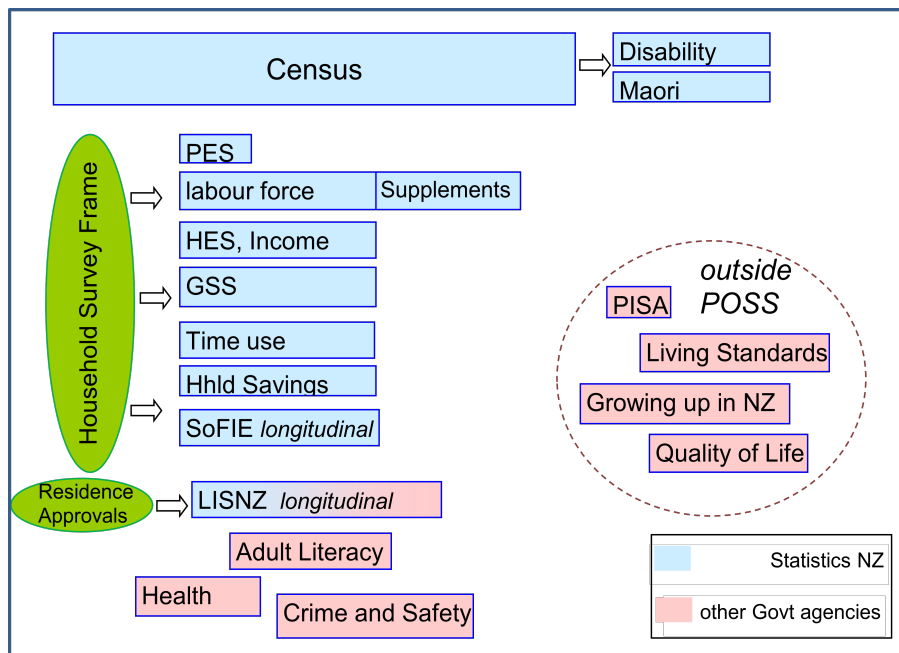 Census
Disability
Maori
Household Survey Frame
PES
labour force
Supplements
HES, Income
GSS
Time use
Hhld Savings
SoFIE longitudinal
outside
POSS
PISA
Living Standards
Growing up in NZ
Quality of Life
Residence
Approvals
LISNZ longitudinal
Adult Literacy
Health
Crime and Safety
Statistics NZ
other Govt agencies